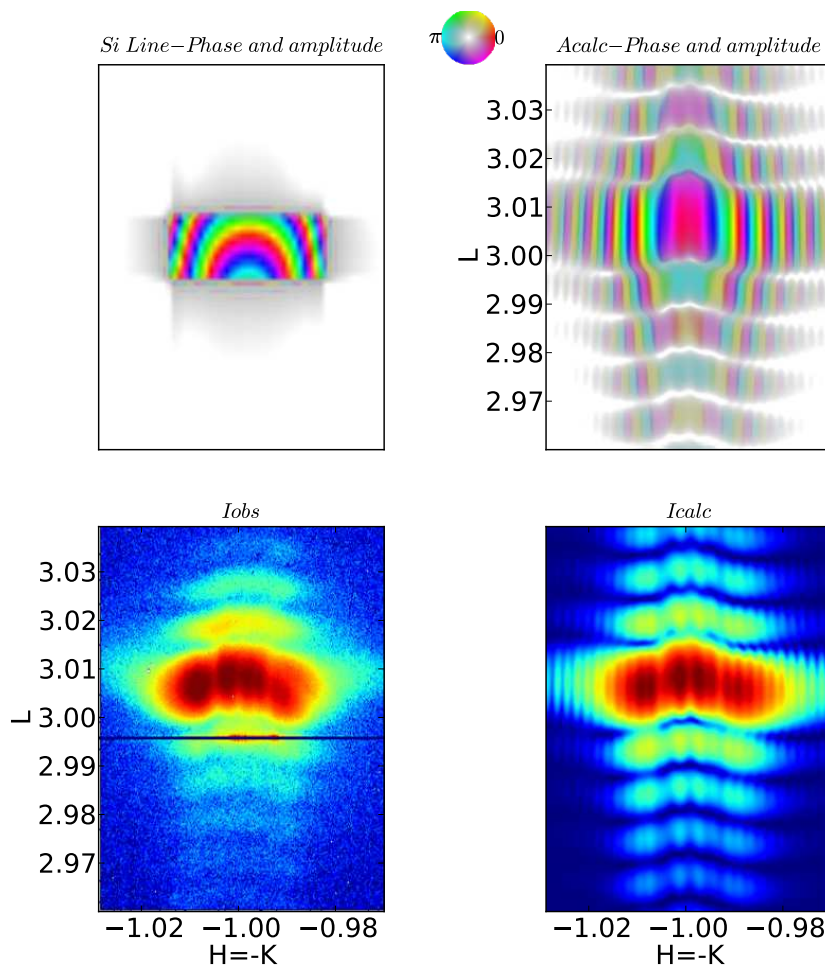 Si Line−Phase and amplitude
π 0
Acalc−Phase and amplitude
3.03
3.02
3.01
3.00
2.99
2.98
2.97
L
Iobs
3.03
3.02
3.01
3.00
2.99
2.98
2.97
L
−1.02 −1.00 −0.98
H=-K
Icalc
−1.02 −1.00 −0.98
H=-K